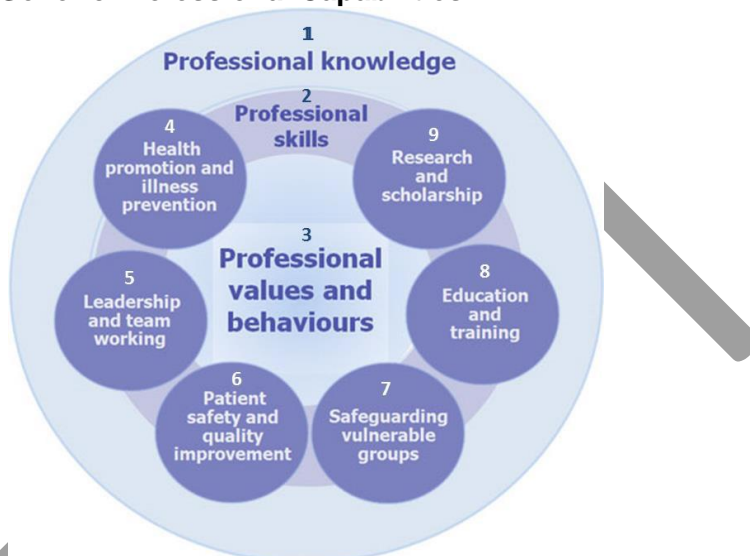 1
Professional knowledge
2
Professional
skills
3
Professional
values and
behaviours
4
Health
promotion and
illness
prevention
5
Leadership
and team
working
6
Patient
safety and
quality
improvement
7
Safeguarding
vulnerable
groups
8
Education
and
training
9
Research
and
scholarship